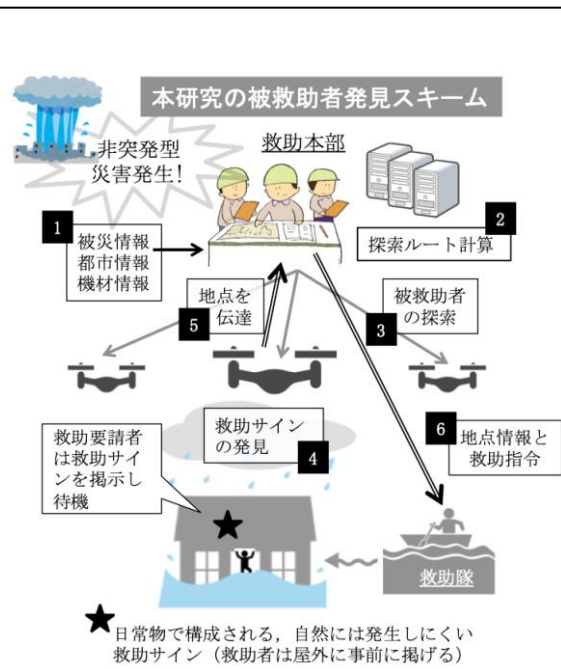 本研究の被救助者発見スキーム
非突発型
災害発生!
救助本部
1
被災情報
都市情報
機材情報
2
探索ルート計算
地点を
伝達
5
被救助者
の探索
3
救助要請者
は救助サイ
ンを掲示し
待機
救助サイン
の発見
4
6
地点情報と
救助指令
救助隊
日常物で構成される，自然には発生しにくい
救助サイン（救助者は屋外に事前に掲げる）